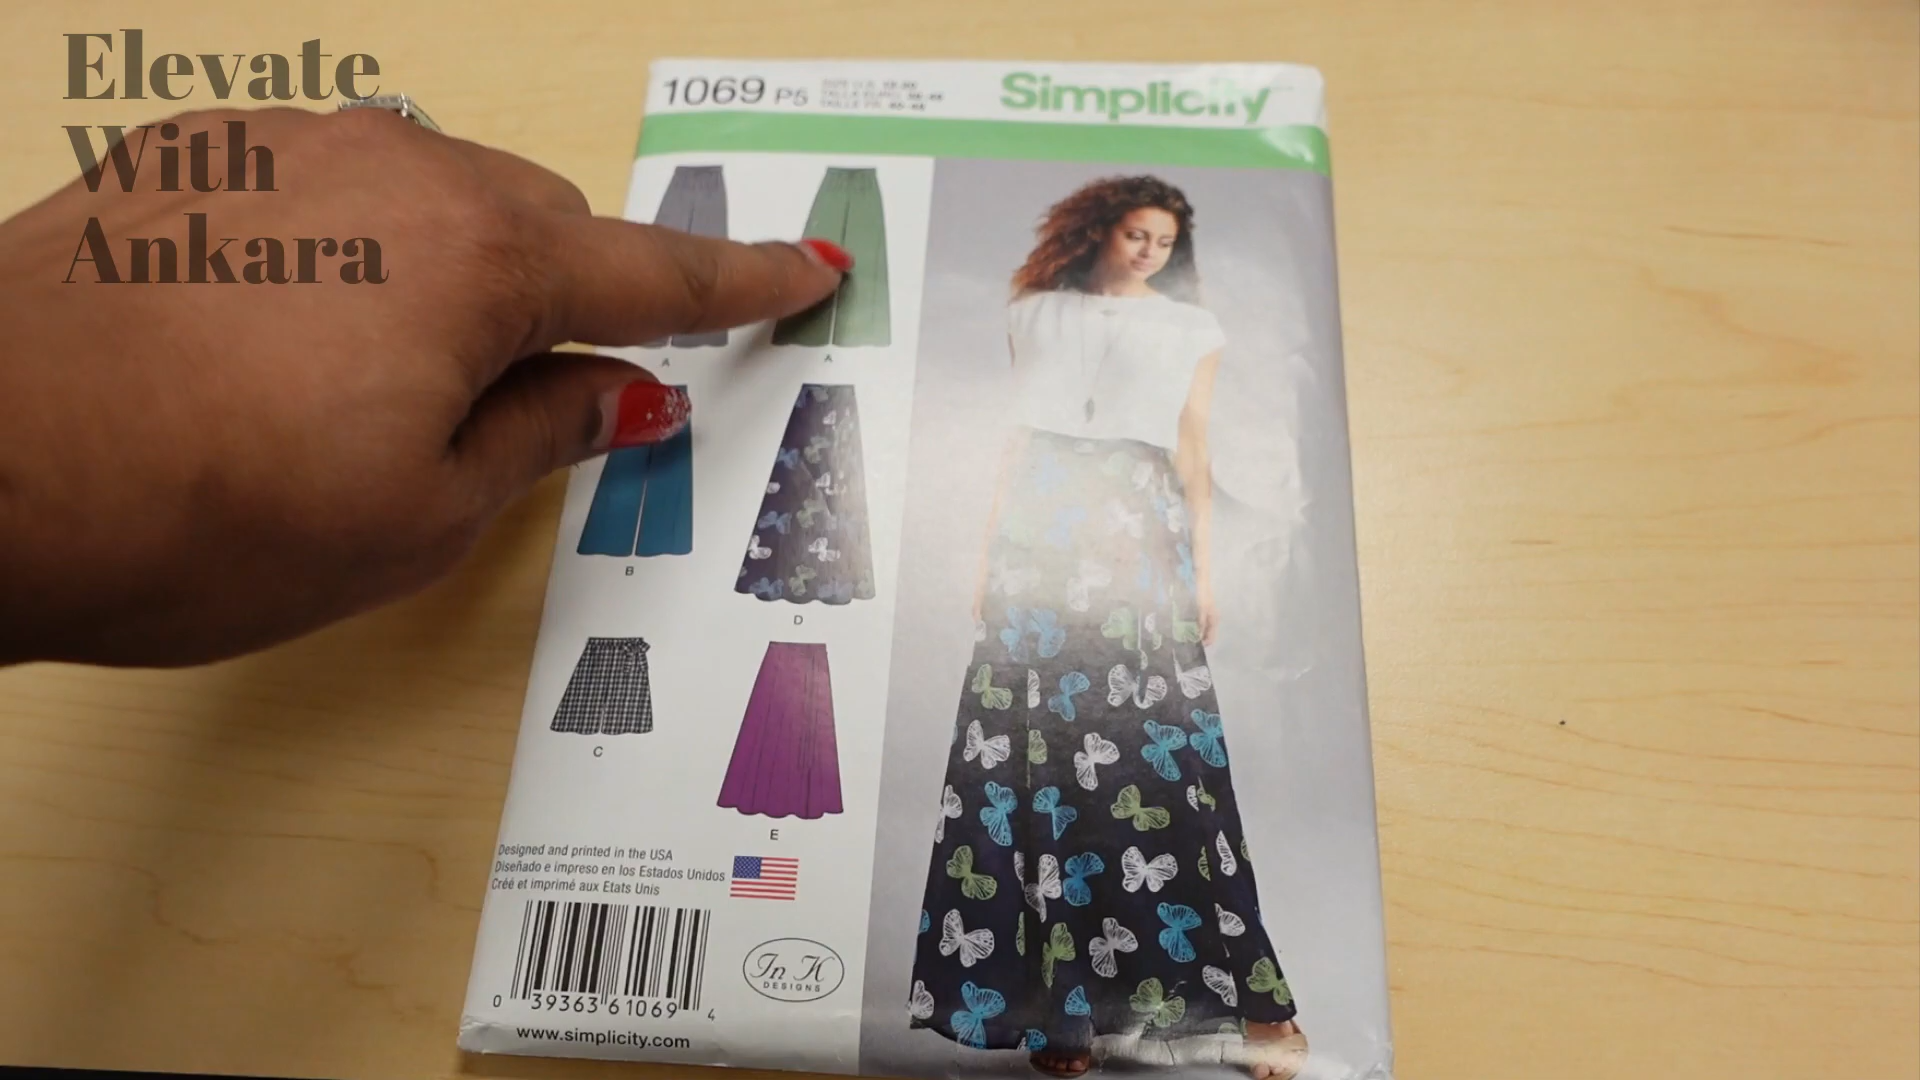 Elevate
With
Ankara
1069 P5
Simplicity
A
A
B
D
C
E
Designed and printed in the USA
Diseñado e impreso en los Estados Unidos
Créé et imprimé aux Etats Unis
0 39363 61069 4
In K
DESIGNS
www.simplicity.com